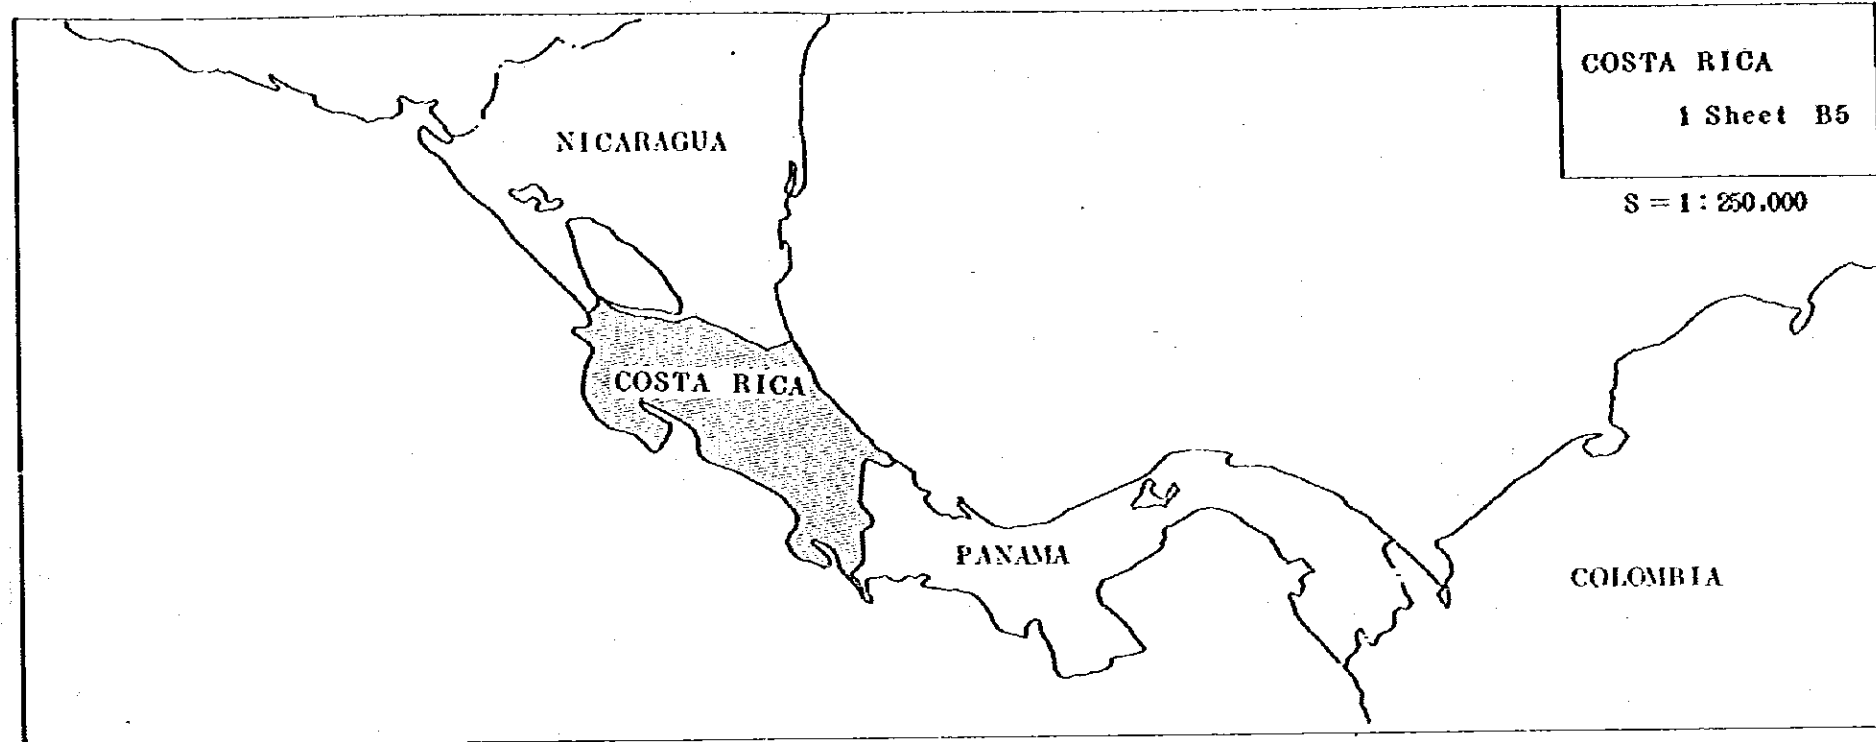 COSTA RICA
1 Sheet B5
S = 1 : 250.000
NICARAGUA
COSTA RICA
PANAMA
COLOMBIA